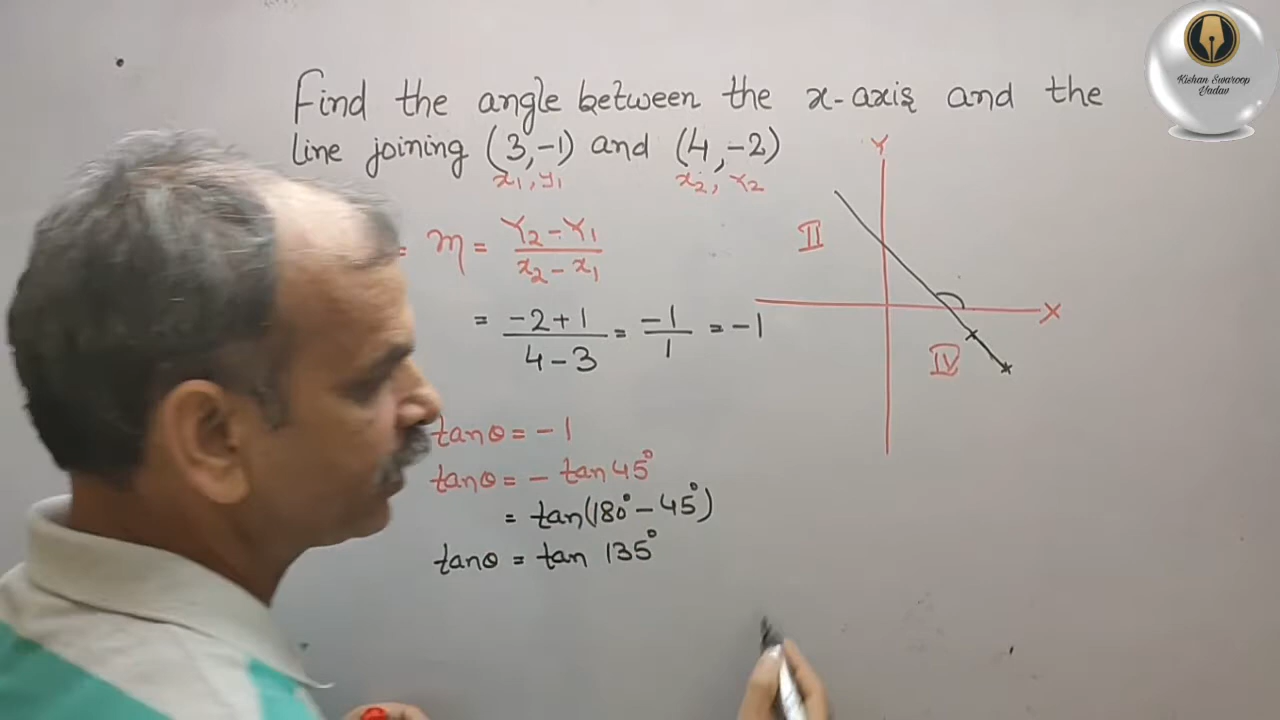 Find the angle between the x-axis and the
line joining (3,-1) and (4,-2)
x1, y1 x2, Y2
= m = Y2 - Y1 / x2 - x1
= -2+1 / 4-3 = -1 / 1 = -1
tanθ = -1
tanθ = - tan 45°
= tan(180° - 45°)
tanθ = tan 135°
Y
II
X
IV
Kishan Swaroop
Yadav